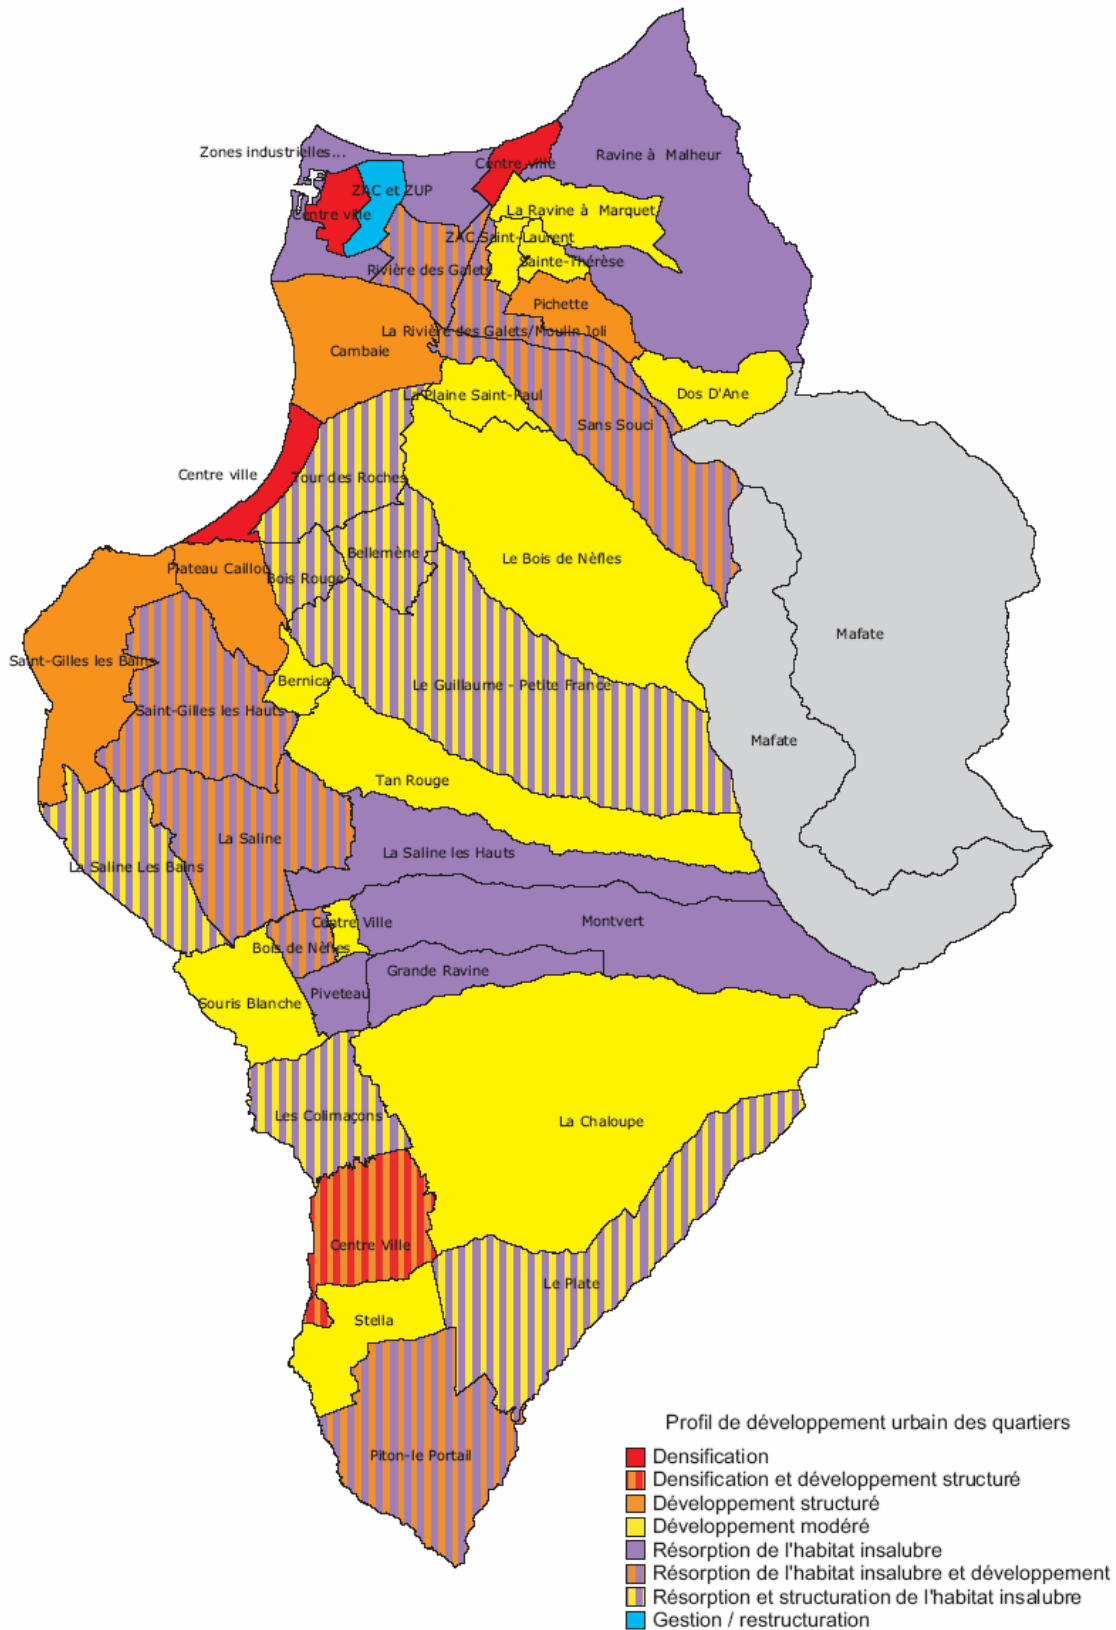 Zones industrielles...
Centre ville
Ravine à Malheur
ZAC et ZUP
Centre ville
La Ravine à Marquet
ZAC Saint-Laurent
Sainte-Thérèse
Rivière des Galets
Pichette
La Rivière des Galets/Moulin Joli
Cambaie
La Plaine Saint-Paul
Dos D'Ane
Sans Souci
Centre ville
Tour des Roches
Bellemène
Le Bois de Nèfles
Plateau Caillou
Bois Rouge
Mafate
Saint-Gilles les Bains
Bernica
Le Guillaume - Petite France
Saint-Gilles les Hauts
Mafate
Tan Rouge
La Saline
La Saline les Hauts
La Saline Les Bains
Centre Ville
Montvert
Bois de Nèfles
Grande Ravine
Piveteau
Souris Blanche
Les Colimaçons
La Chaloupe
Centre Ville
Le Plate
Stella
Piton-le Portail
Profil de développement urbain des quartiers
Densification
Densification et développement structuré
Développement structuré
Développement modéré
Résorption de l'habitat insalubre
Résorption de l'habitat insalubre et développement
Résorption et structuration de l'habitat insalubre
Gestion / restructuration